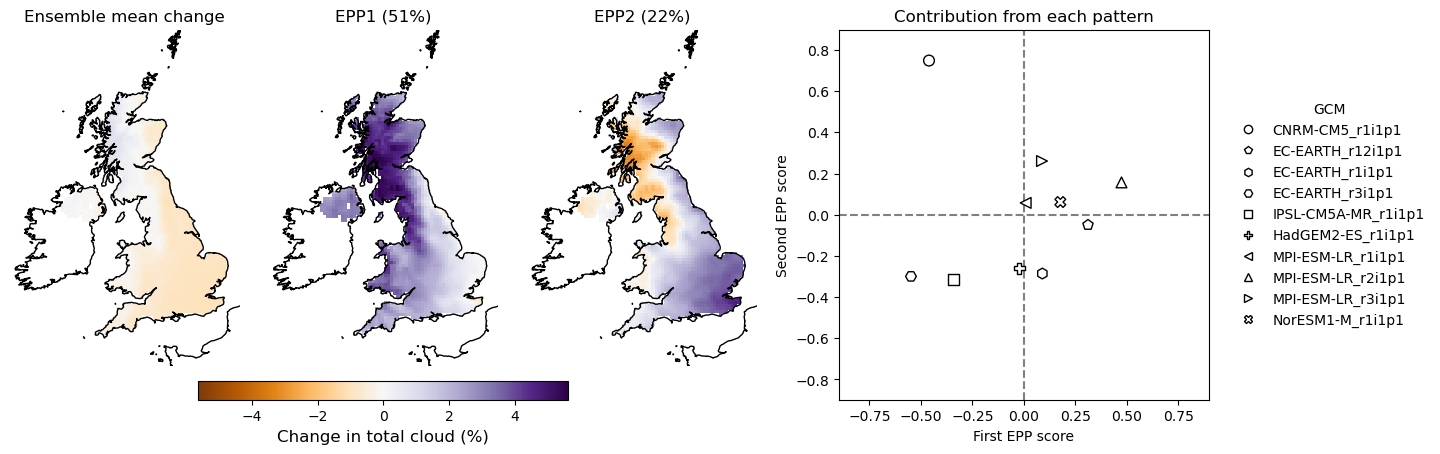 Ensemble mean change
EPP1 (51%)
EPP2 (22%)
Contribution from each pattern
−4
−2
0
2
4
Change in total cloud (%)
Second EPP score
0.8
0.6
0.4
0.2
0.0
−0.2
−0.4
−0.6
−0.8
−0.75
−0.50
−0.25
0.00
0.25
0.50
0.75
First EPP score
GCM
CNRM-CM5_r1i1p1
EC-EARTH_r12i1p1
EC-EARTH_r1i1p1
EC-EARTH_r3i1p1
IPSL-CM5A-MR_r1i1p1
HadGEM2-ES_r1i1p1
MPI-ESM-LR_r1i1p1
MPI-ESM-LR_r2i1p1
MPI-ESM-LR_r3i1p1
NorESM1-M_r1i1p1